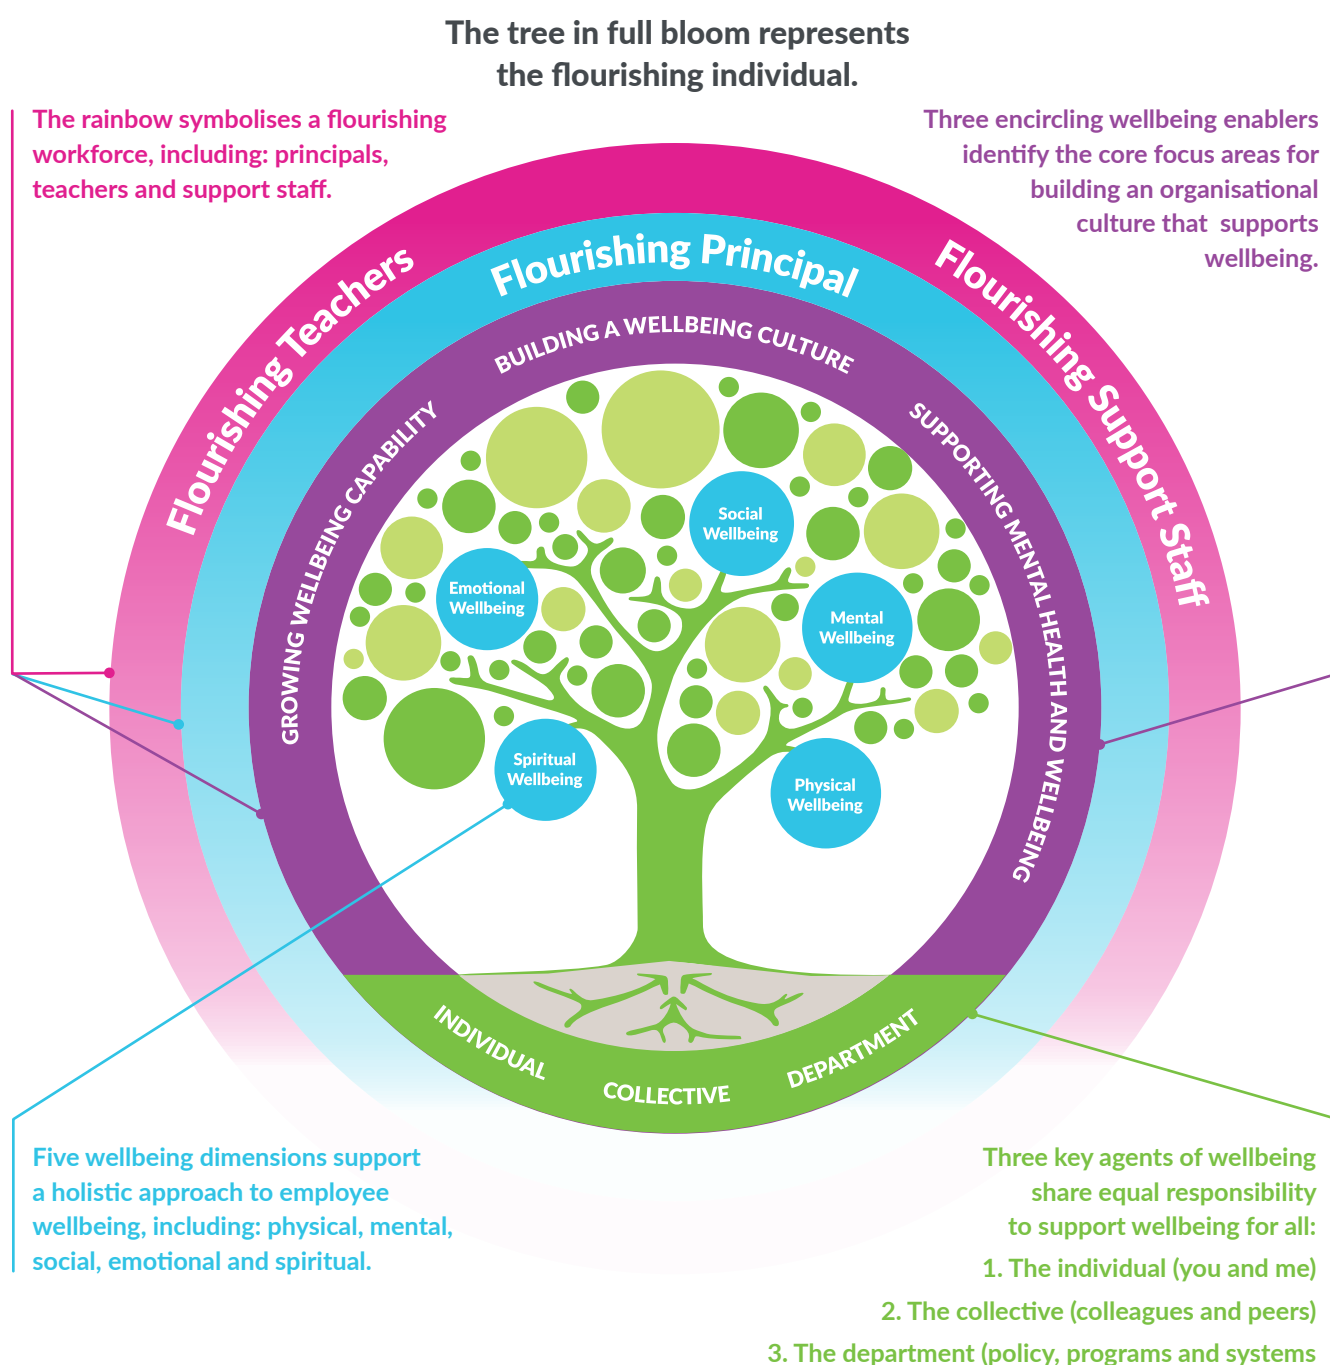 The tree in full bloom represents
the flourishing individual.
The rainbow symbolises a flourishing
workforce, including: principals,
teachers and support staff.
Three encircling wellbeing enablers
identify the core focus areas for
building an organisational
culture that supports
wellbeing.
Flourishing Teachers
Flourishing Principal
Flourishing Support Staff
GROWING WELLBEING CAPABILITY
BUILDING A WELLBEING CULTURE
SUPPORTING MENTAL HEALTH AND WELLBEING
Social
Wellbeing
Emotional
Wellbeing
Mental
Wellbeing
Spiritual
Wellbeing
Physical
Wellbeing
INDIVIDUAL
COLLECTIVE
DEPARTMENT
Five wellbeing dimensions support
a holistic approach to employee
wellbeing, including: physical, mental,
social, emotional and spiritual.
Three key agents of wellbeing
share equal responsibility
to support wellbeing for all:
1. The individual (you and me)
2. The collective (colleagues and peers)
3. The department (policy, programs and systems